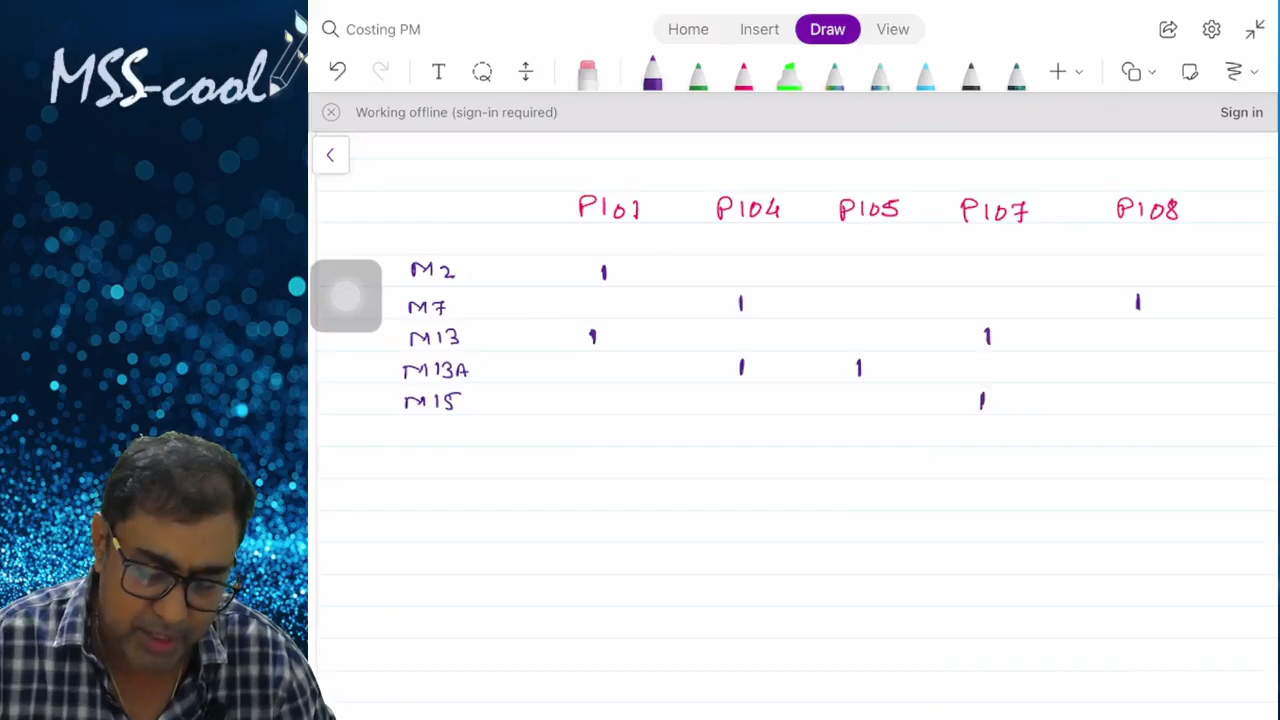 MSS-cool
Costing PM
Home Insert Draw View
T
Working offline (sign-in required) Sign in
P101 P104 P105 P107 P108
M2 1
M7 1 1
M13 1 1
M13A 1 1
M15 1